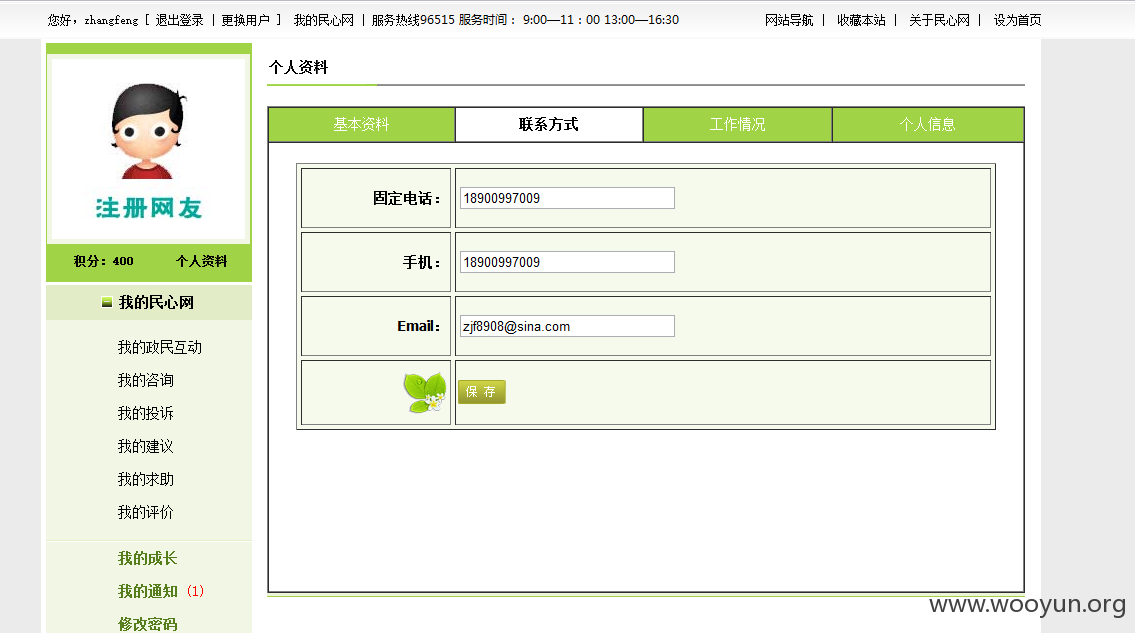 您好，zhangfeng [ 退出登录 | 更换用户 ] 我的民心网 | 服务热线96515 服务时间： 9:00—11：00 13:00—16:30 网站导航 | 收藏本站 | 关于民心网 | 设为首页
个人资料
注册网友
积分：400 个人资料
基本资料 联系方式 工作情况 个人信息
固定电话： 18900997009
手机： 18900997009
Email： zjf8908@sina.com
保 存
我的民心网
我的政民互动
我的咨询
我的投诉
我的建议
我的求助
我的评价
我的成长
我的通知 (1)
修改密码
www.wooyun.org